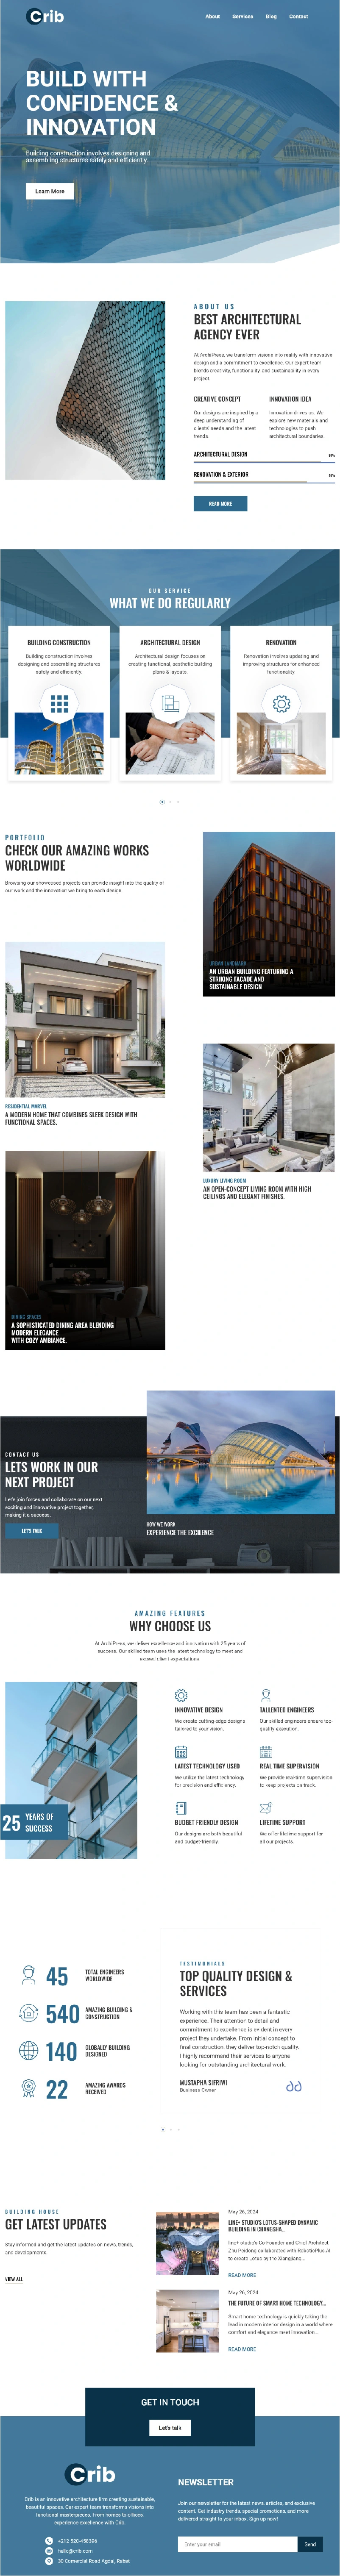 Crib
About Services Blog Contact
BUILD WITH
CONFIDENCE &
INNOVATION
Building construction involves designing and
assembling structures safely and efficiently
Learn More
ABOUT US
BEST ARCHITECTURAL
AGENCY EVER
At ArchiPress, we transform visions into reality with innovative
design and a commitment to excellence. Our expert team
blends creativity, functionality, and sustainability in every
project.
CREATIVE CONCEPT
Our designs are inspired by a
deep understanding of
clients' needs and the latest
trends
INNOVATION IDEA
Innovation drives us. We
explore new materials and
technologies to push
architectural boundaries.
ARCHITECTURAL DESIGN
RENOVATION & EXTERIOR
READ MORE
OUR SERVICE
WHAT WE DO REGULARLY
BUILDING CONSTRUCTION
Building construction involves
designing and assembling structures
safely and efficiently.
ARCHITECTURAL DESIGN
Architectural design focuses on
creating functional, aesthetic building
plans & layouts.
RENOVATION
Renovation involves updating and
improving structures for enhanced
functionality
PORTFOLIO
CHECK OUR AMAZING WORKS
WORLDWIDE
Browsing our showcased projects can provide insight into the quality of
our work and the innovation we bring to each design.
URBAN LANDMARK
AN URBAN BUILDING FEATURING A
STRIKING FACADE AND
SUSTAINABLE DESIGN
RESIDENTIAL MARVEL
A MODERN HOME THAT COMBINES SLEEK DESIGN WITH
FUNCTIONAL SPACES.
LUXURY LIVING ROOM
AN OPEN-CONCEPT LIVING ROOM WITH HIGH
CEILINGS AND ELEGANT FINISHES.
DINING SPACES
A SOPHISTICATED DINING AREA BLENDING
MODERN ELEGANCE
WITH COZY AMBIANCE.
CONTACT US
LETS WORK IN OUR
NEXT PROJECT
Let's join forces and collaborate on our next
exciting and innovative project together,
making it a success.
LET'S TALK
HOW WE WORK
EXPERIENCE THE EXCILENCE
AMAZING FEATURES
WHY CHOOSE US
At ArchiPress, we deliver excellence and innovation with 25 years of
success. Our skilled team uses the latest technology to meet and
exceed client expectations
25 YEARS OF
SUCCESS
INNOVATIVE DESIGN
We create cutting-edge designs
tailored to your vision.
TALLENTED ENGINEERS
Our skilled engineers ensure top-
quality execution.
LATEST TECHNOLOGY USED
We utilize the latest technology
for precision and efficiency.
REAL TIME SUPERVISION
We provide real-time supervision
to keep projects on track.
BUDGET FRIENDLY DESIGN
Our designs are both beautiful
and budget-friendly.
LIFETIME SUPPORT
We offer lifetime support for
all our projects.
45 TOTAL ENGINEERS
WORLDWIDE
540 AMAZING BUILDING &
CONSTRUCTION
140 GLOBALLY BUILDING
DESIGNED
22 AMAZING AWARDS
RECEIVED
TESTIMONIALS
TOP QUALITY DESIGN &
SERVICES
Working with this team has been a fantastic
experience. Their attention to detail and
commitment to excellence is evident in every
project they undertake. From initial concept to
final construction, they deliver top-notch quality.
I highly recommend their services to anyone
looking for outstanding architectural work.
MUSTAPHA SIFRIWI
Business Owner
BUILDING HOUSE
GET LATEST UPDATES
Stay informed and get the latest updates on news, trends,
and developments.
VIEW ALL
May 26, 2024
LINE+ STUDIO'S LOTUS-SHAPED DYNAMIC
BUILDING IN CHANGSHA...
Line+ studio's Co-Founder and Chief Architect
Zhu Peidong collaborated with RoboticPlus.AI
to create Lotus by the Xiangjiang...
READ MORE
May 26, 2024
THE FUTURE OF SMART HOME TECHNOLOGY...
Smart home technology is quickly taking the
lead in modern interior design in a world where
comfort and elegance meet innovation...
READ MORE
GET IN TOUCH
Let's talk
Crib
Crib is an innovative architecture firm creating sustainable,
beautiful spaces. Our expert team transforms visions into
functional masterpieces. From homes to offices,
experience excellence with Crib.
hello@crib.com
30 Comercial Road Agdal, Rabat
NEWSLETTER
Join our newsletter for the latest news, articles, and exclusive
content. Get industry trends, special promotions, and more
delivered straight to your inbox. Sign up now!
Enter your email
Send